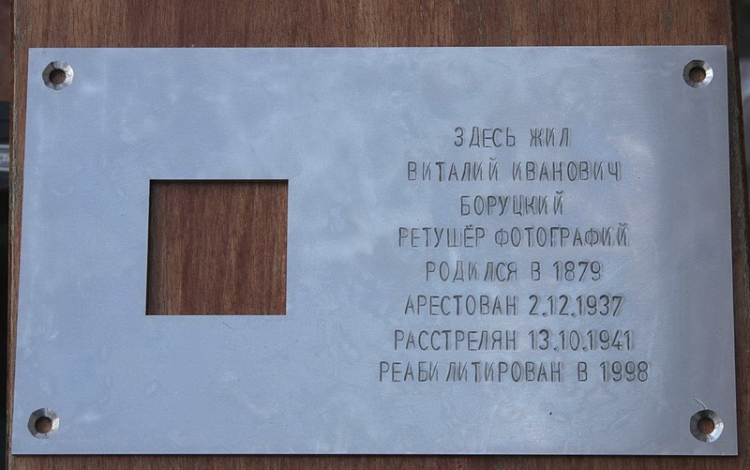 ЗДЕСЬ ЖИЛ
ВИТАЛИЙ ИВАНОВИЧ
БОРУЦКИЙ
РЕТУШЁР ФОТОГРАФИЙ
РОДИЛСЯ В 1879
АРЕСТОВАН 2.12.1937
РАССТРЕЛЯН 13.10.1941
РЕАБИЛИТИРОВАН В 1998